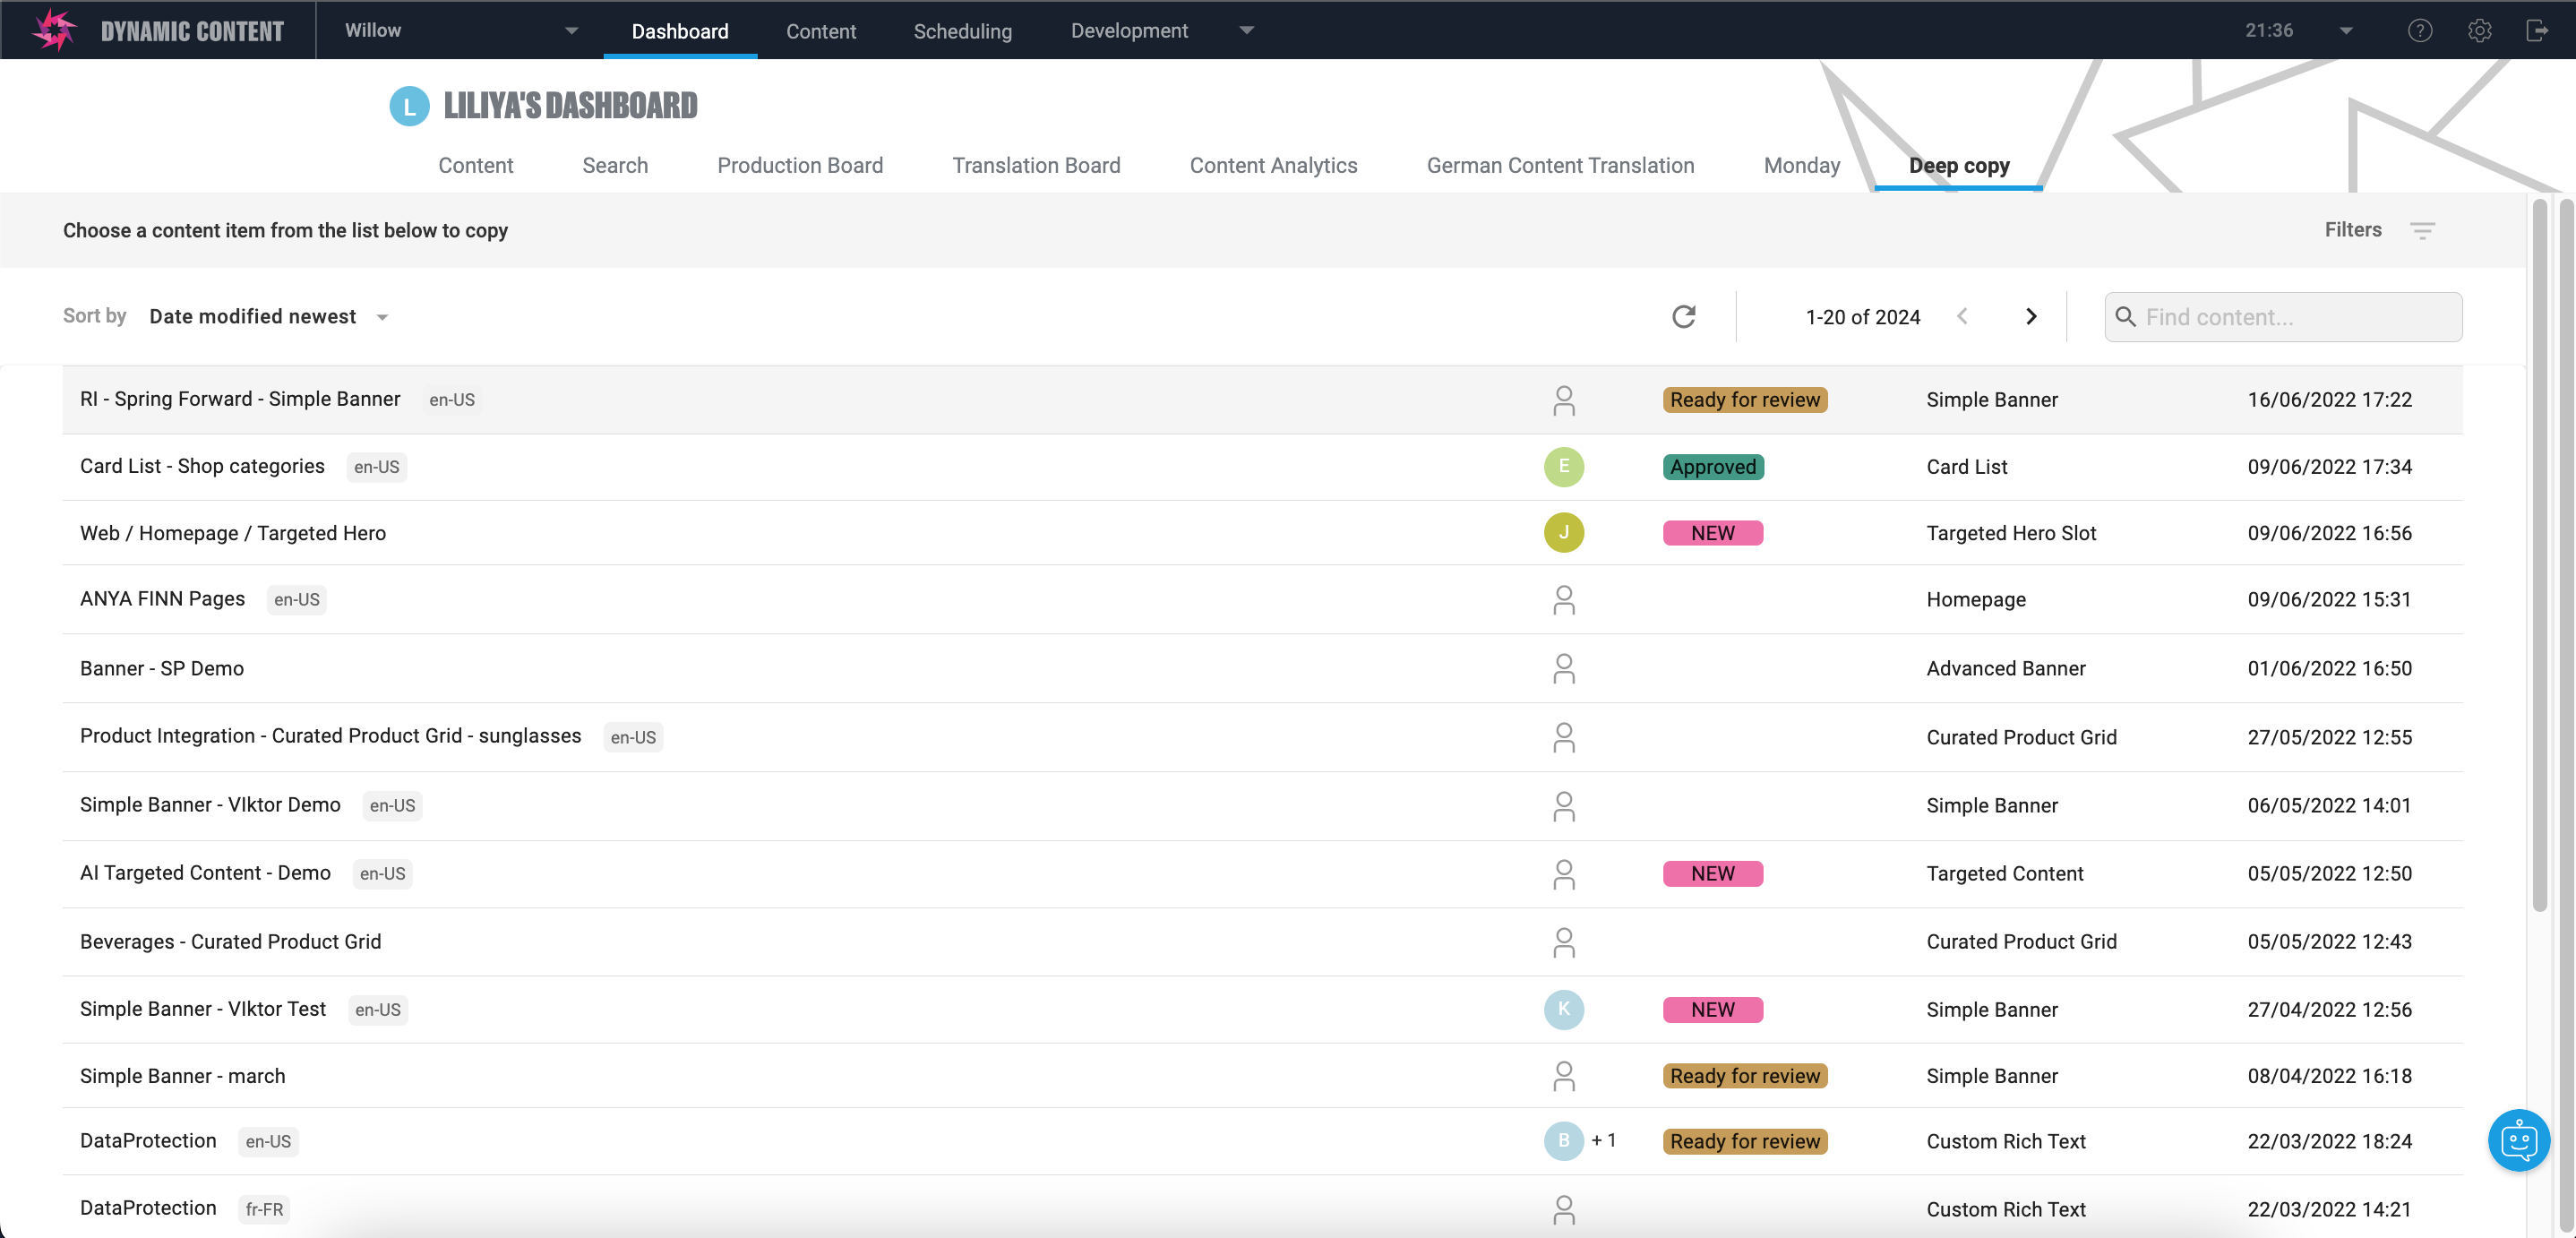 DYNAMIC CONTENT Willow Dashboard Content Scheduling Development 21:36 ?
L LILIYA'S DASHBOARD
Content Search Production Board Translation Board Content Analytics German Content Translation Monday Deep copy
Choose a content item from the list below to copy Filters
Sort by Date modified newest 1-20 of 2024 Find content...
RI - Spring Forward - Simple Banner en-US Ready for review Simple Banner 16/06/2022 17:22
Card List - Shop categories en-US E Approved Card List 09/06/2022 17:34
Web / Homepage / Targeted Hero J NEW Targeted Hero Slot 09/06/2022 16:56
ANYA FINN Pages en-US Homepage 09/06/2022 15:31
Banner - SP Demo Advanced Banner 01/06/2022 16:50
Product Integration - Curated Product Grid - sunglasses en-US Curated Product Grid 27/05/2022 12:55
Simple Banner - VIktor Demo en-US Simple Banner 06/05/2022 14:01
AI Targeted Content - Demo en-US NEW Targeted Content 05/05/2022 12:50
Beverages - Curated Product Grid Curated Product Grid 05/05/2022 12:43
Simple Banner - VIktor Test en-US K NEW Simple Banner 27/04/2022 12:56
Simple Banner - march Ready for review Simple Banner 08/04/2022 16:18
DataProtection en-US B + 1 Ready for review Custom Rich Text 22/03/2022 18:24
DataProtection fr-FR Custom Rich Text 22/03/2022 14:21